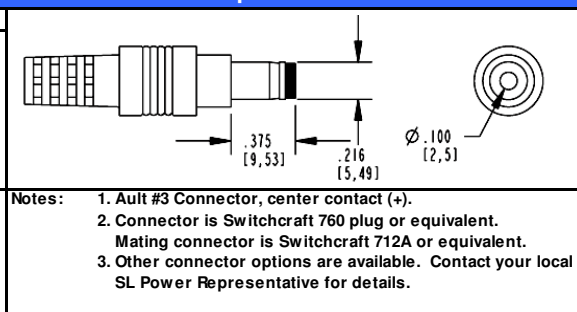 .375
[9,53]
.216
[5,49]
Ø.100
[2,5]
Notes: 1. Ault #3 Connector, center contact (+).
2. Connector is Switchcraft 760 plug or equivalent.
Mating connector is Switchcraft 712A or equivalent.
3. Other connector options are available. Contact your local
SL Power Representative for details.